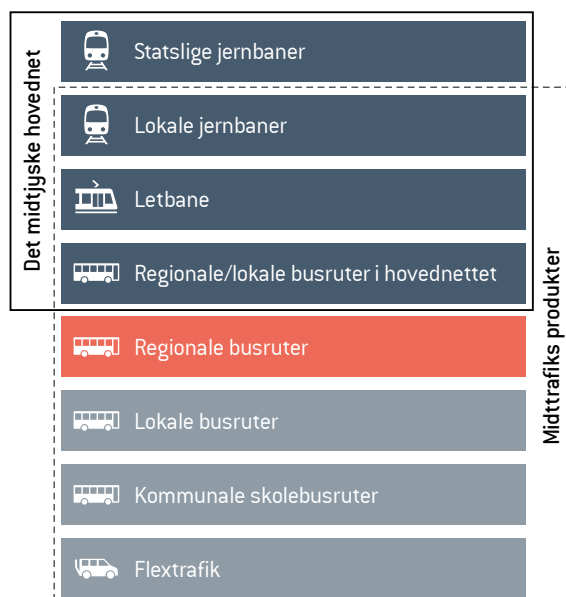 Det midtjyske hovednet
Statslige jernbaner
Lokale jernbaner
Letbane
Regionale/lokale busruter i hovednettet
Regionale busruter
Lokale busruter
Kommunale skolebusruter
Flextrafik
Midttrafiks produkter